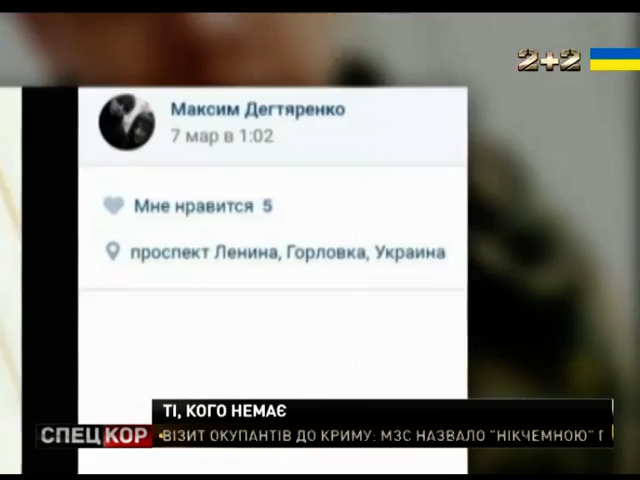 2+2
Максим Дегтяренко
7 мар в 1:02
Мне нравится 5
проспект Ленина, Горловка, Украина
ТІ, КОГО НЕМАЄ
СПЕЦКОР
ВІЗИТ ОКУПАНТІВ ДО КРИМУ: МЗС НАЗВАЛО "НІКЧЕМНОЮ"